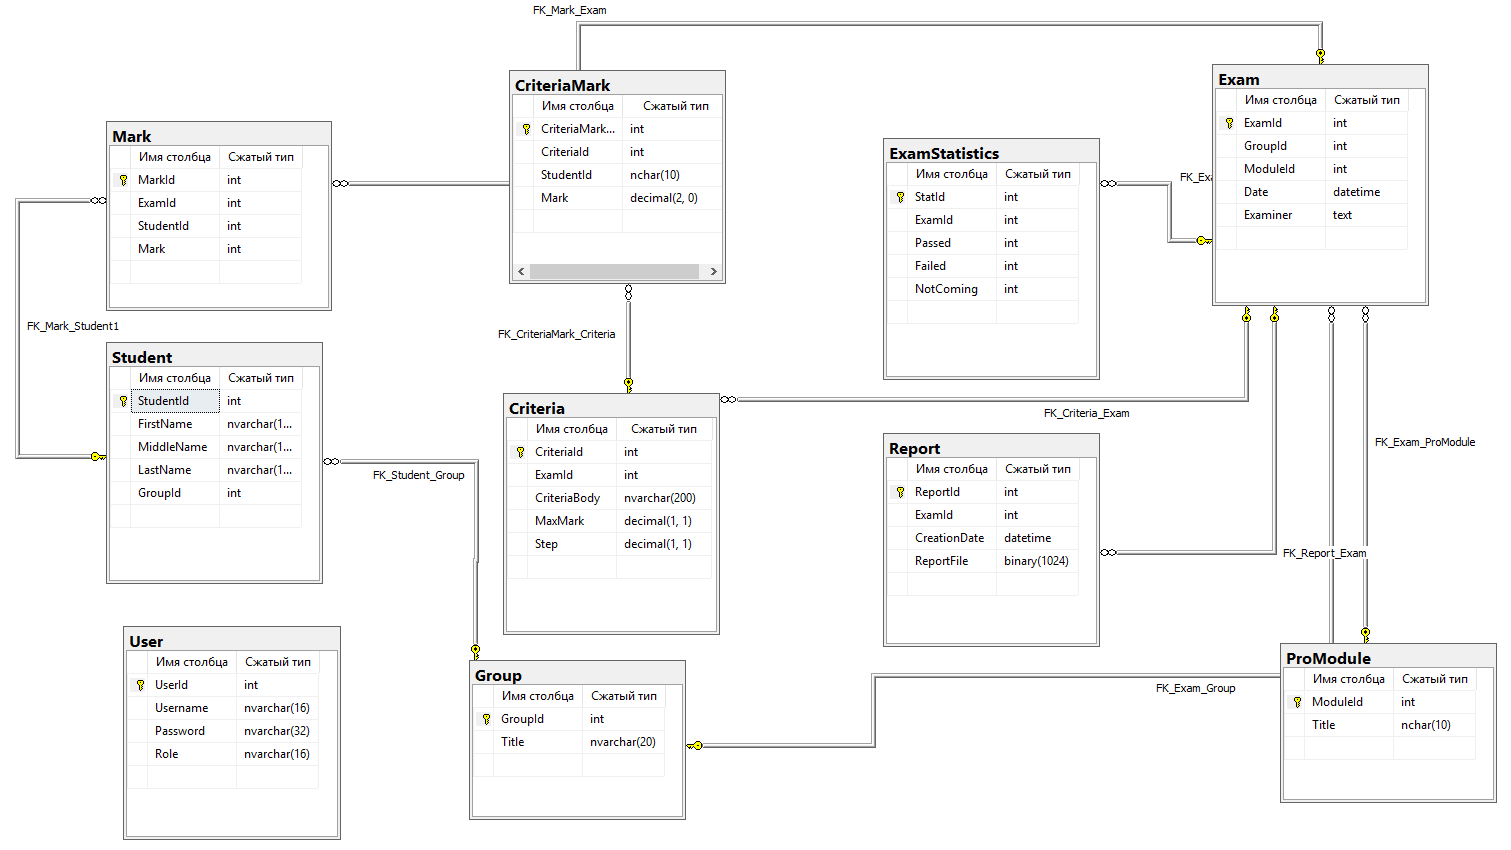 FK_Mark_Exam
CriteriaMark
Имя столбца Сжатый тип
CriteriaMark... int
CriteriaId int
StudentId nchar(10)
Mark decimal(2, 0)
Exam
Имя столбца Сжатый тип
ExamId int
GroupId int
ModuleId int
Date datetime
Examiner text
Mark
Имя столбца Сжатый тип
MarkId int
ExamId int
StudentId int
Mark int
ExamStatistics
Имя столбца Сжатый тип
StatId int
ExamId int
Passed int
Failed int
NotComing int
FK_Exa
FK_Mark_Student1
FK_CriteriaMark_Criteria
Student
Имя столбца Сжатый тип
StudentId int
FirstName nvarchar(1...
MiddleName nvarchar(1...
LastName nvarchar(1...
GroupId int
FK_Student_Group
Criteria
Имя столбца Сжатый тип
CriteriaId int
ExamId int
CriteriaBody nvarchar(200)
MaxMark decimal(1, 1)
Step decimal(1, 1)
FK_Criteria_Exam
Report
Имя столбца Сжатый тип
ReportId int
ExamId int
CreationDate datetime
ReportFile binary(1024)
FK_Exam_ProModule
FK_Report_Exam
User
Имя столбца Сжатый тип
UserId int
Username nvarchar(16)
Password nvarchar(32)
Role nvarchar(16)
Group
Имя столбца Сжатый тип
GroupId int
Title nvarchar(20)
FK_Exam_Group
ProModule
Имя столбца Сжатый тип
ModuleId int
Title nchar(10)